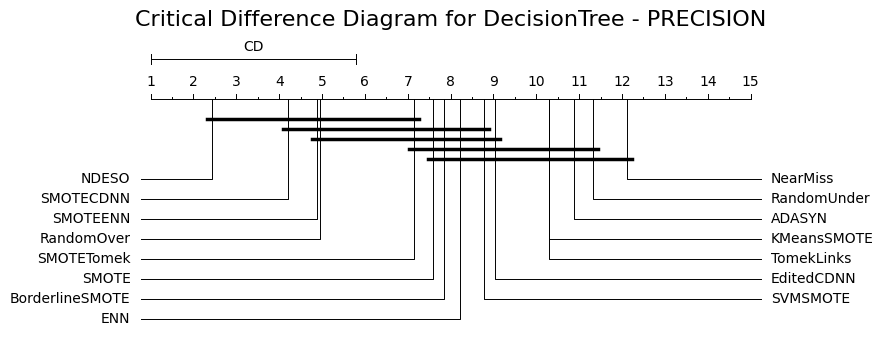 Critical Difference Diagram for DecisionTree - PRECISION
CD
1 2 3 4 5 6 7 8 9 10 11 12 13 14 15
NDESO NearMiss
SMOTECDNN RandomUnder
SMOTEENN ADASYN
RandomOver KMeansSMOTE
SMOTETomek TomekLinks
SMOTE EditedCDNN
BorderlineSMOTE SVMSMOTE
ENN